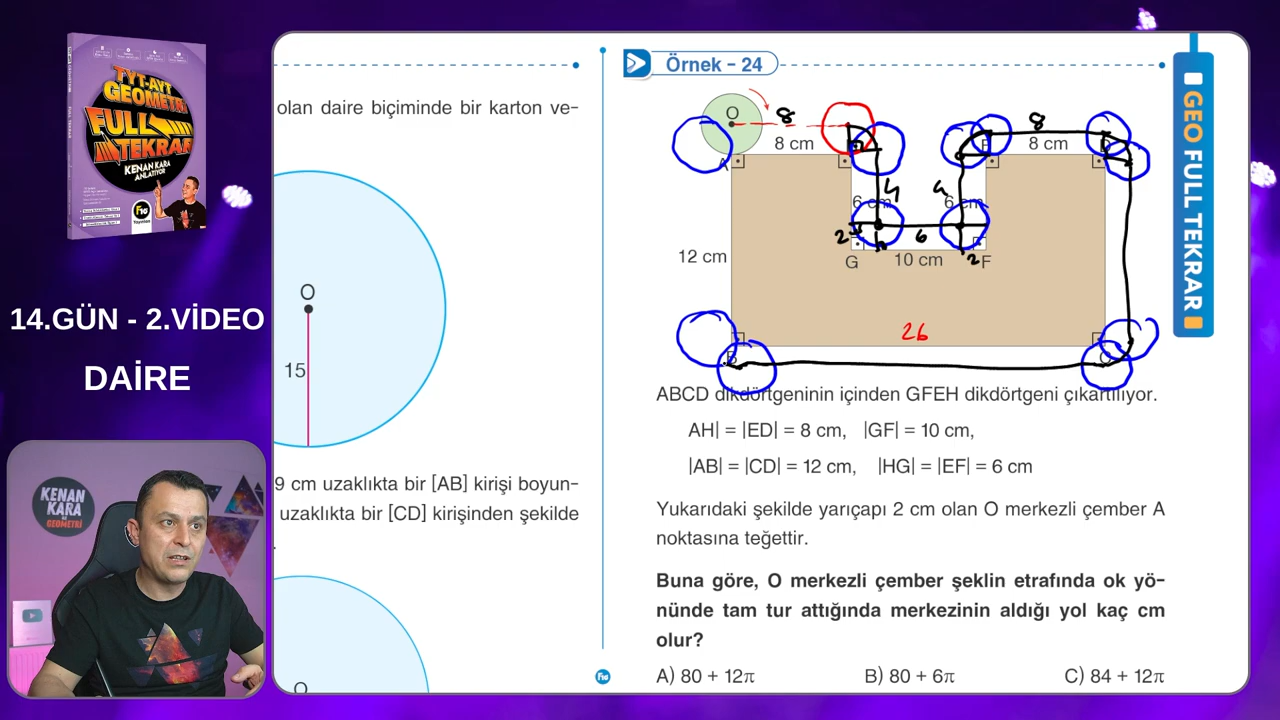 TYT-AYT
GEOMETRİ
FULL
TEKRAR
KENAN KARA
ANLATIYOR
14.GÜN - 2.VİDEO
DAİRE
KENAN
KARA
GEOMETRİ
olan daire biçiminde bir karton ve-
O
15
9 cm uzaklıkta bir [AB] kirişi boyun-
uzaklıkta bir [CD] kirişinden şekilde
O
Örnek – 24
O
8
8
8 cm
8 cm
A
4
4
6 cm
6 cm
2
6
2
G
10 cm
F
12 cm
26
B
C
ABCD dikdörtgeninin içinden GFEH dikdörtgeni çıkartılıyor.
AH| = |ED| = 8 cm, |GF| = 10 cm,
|AB| = |CD| = 12 cm, |HG| = |EF| = 6 cm
Yukarıdaki şekilde yarıçapı 2 cm olan O merkezli çember A
noktasına teğettir.
Buna göre, O merkezli çember şeklin etrafında ok yö-
nünde tam tur attığında merkezinin aldığı yol kaç cm
olur?
A) 80 + 12π B) 80 + 6π C) 84 + 12π
GEO FULL TEKRAR